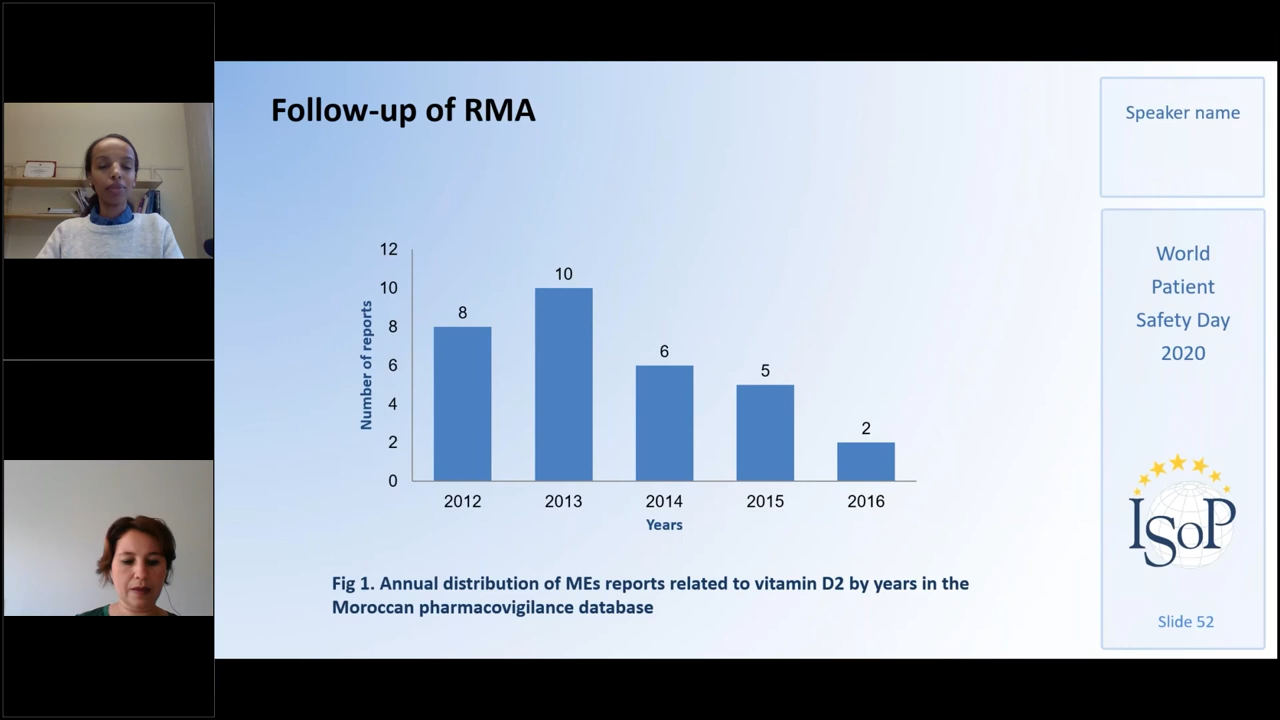 Follow-up of RMA
12
10
8
6
4
2
0
Number of reports
8
10
6
5
2
2012 2013 2014 2015 2016
Years
Fig 1. Annual distribution of MEs reports related to vitamin D2 by years in the
Moroccan pharmacovigilance database
Speaker name
World
Patient
Safety Day
2020
ISoP
Slide 52